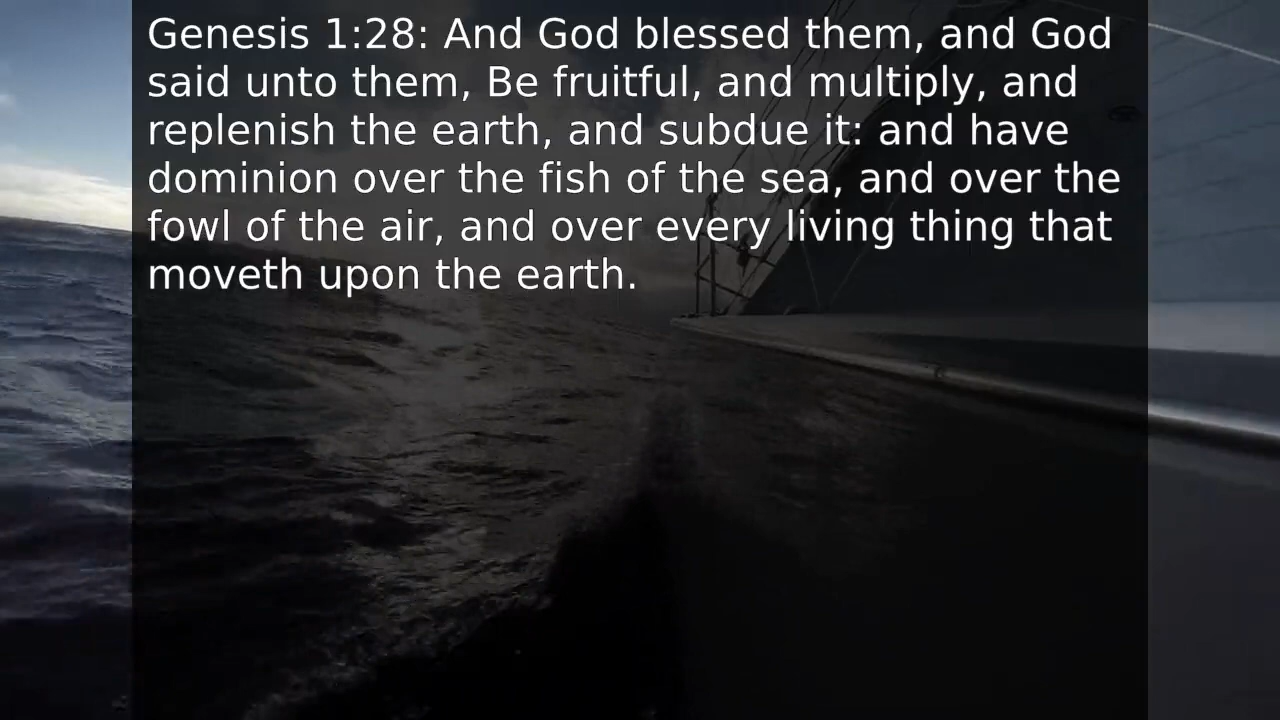 Genesis 1:28: And God blessed them, and God
said unto them, Be fruitful, and multiply, and
replenish the earth, and subdue it: and have
dominion over the fish of the sea, and over the
fowl of the air, and over every living thing that
moveth upon the earth.